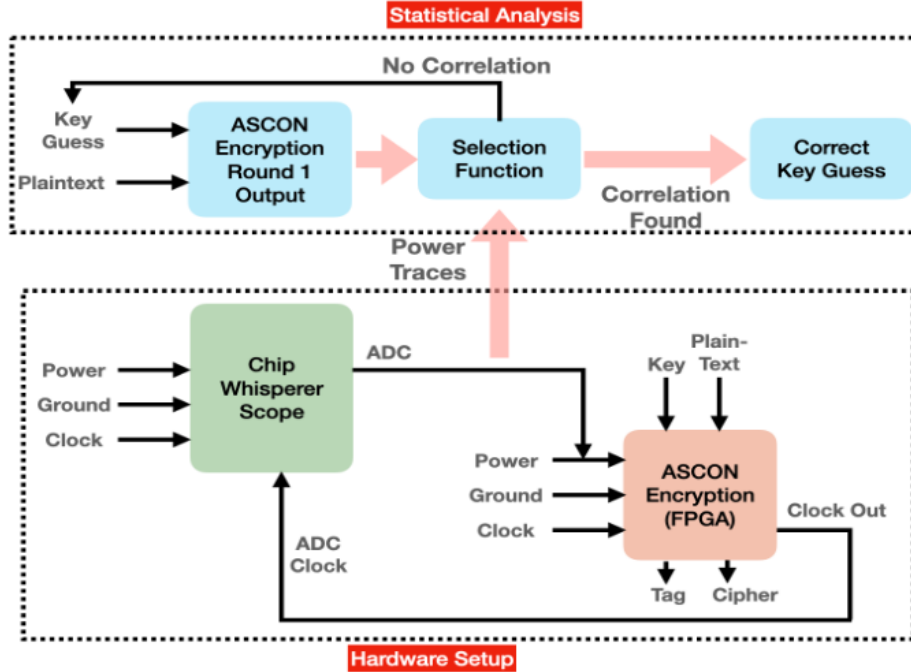 Statistical Analysis
No Correlation
Key
Guess
Plaintext
ASCON
Encryption
Round 1
Output
Selection
Function
Correlation
Found
Correct
Key Guess
Power
Traces
Power
Ground
Clock
Chip
Whisperer
Scope
ADC
Key
Plain-
Text
Power
Ground
Clock
ASCON
Encryption
(FPGA)
Clock Out
ADC
Clock
Tag
Cipher
Hardware Setup